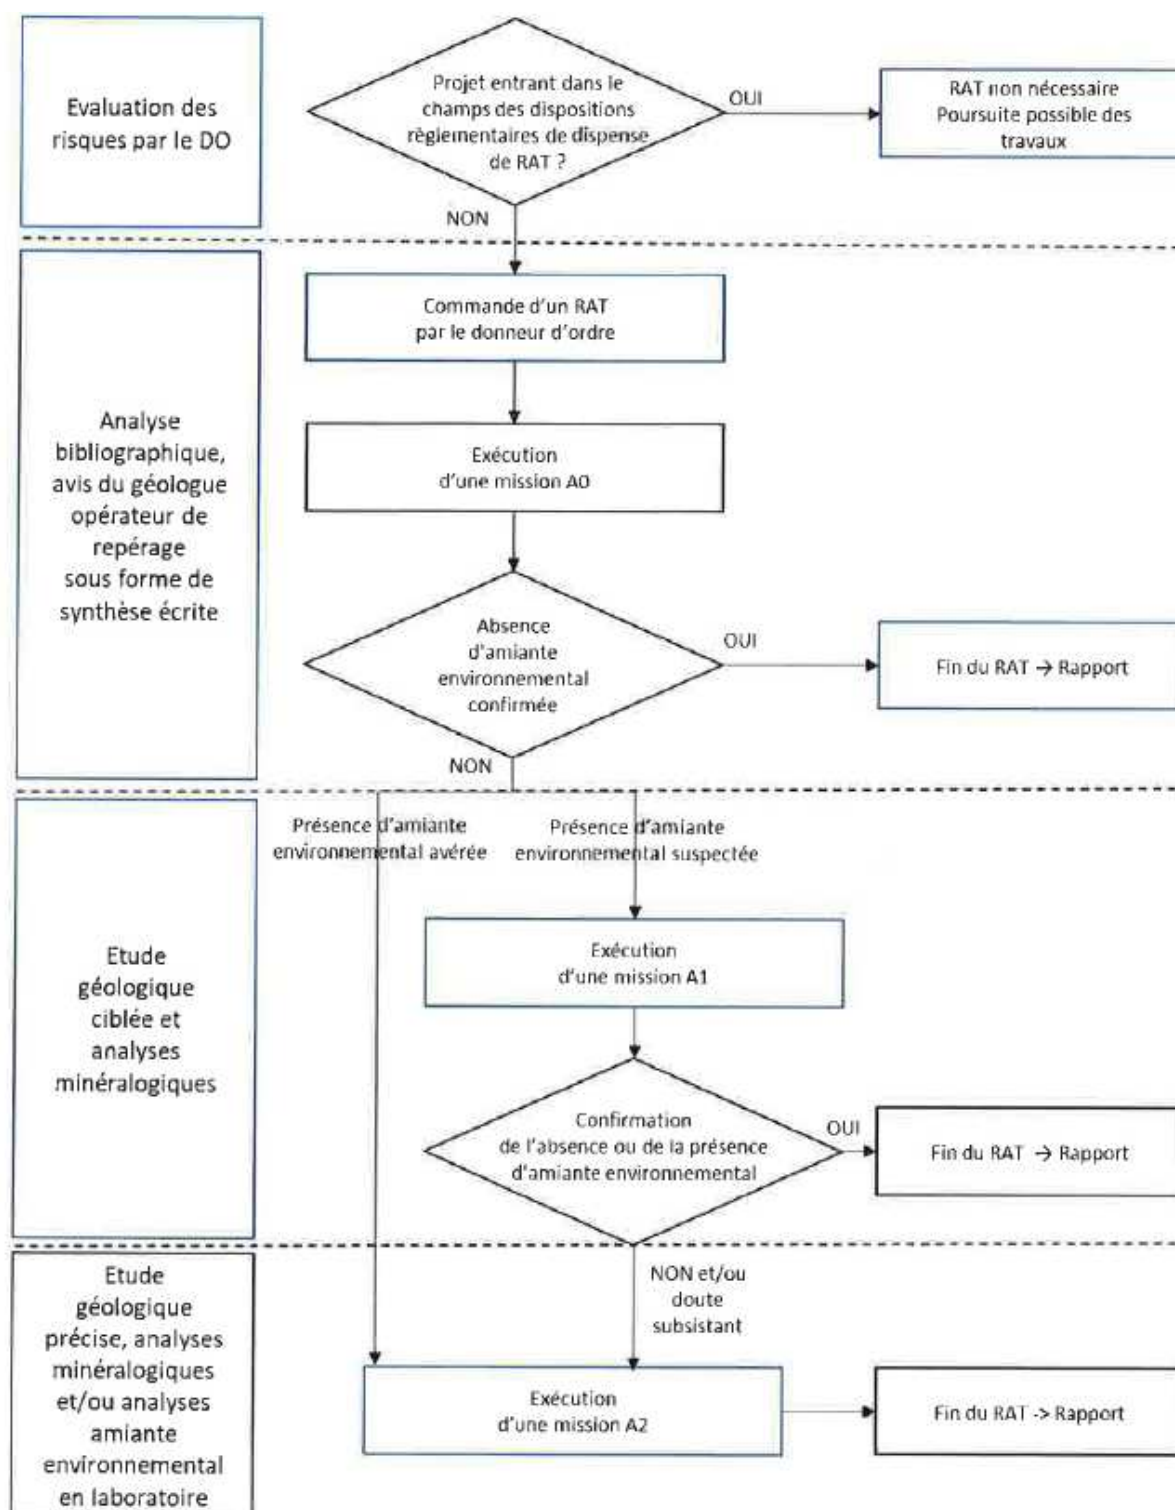 Evaluation des
risques par le DO
Projet entrant dans le
champs des dispositions
règlementaires de dispense
de RAT ?
OUI
RAT non nécessaire
Poursuite possible des
travaux
NON
Analyse
bibliographique,
avis du géologue
opérateur de
repérage
sous forme de
synthèse écrite
Commande d'un RAT
par le donneur d'ordre
Exécution
d'une mission A0
Absence
d'amiante
environnemental
confirmée
OUI
Fin du RAT → Rapport
NON
Présence d'amiante
environnemental avérée
Présence d'amiante
environnemental suspectée
Etude
géologique
ciblée et
analyses
minéralogiques
Exécution
d'une mission A1
Confirmation
de l'absence ou de la présence
d'amiante environnemental
OUI
Fin du RAT → Rapport
Etude
géologique
précise, analyses
minéralogiques
et/ou analyses
amiante
environnemental
en laboratoire
NON et/ou
doute
subsistant
Exécution
d'une mission A2
Fin du RAT -> Rapport